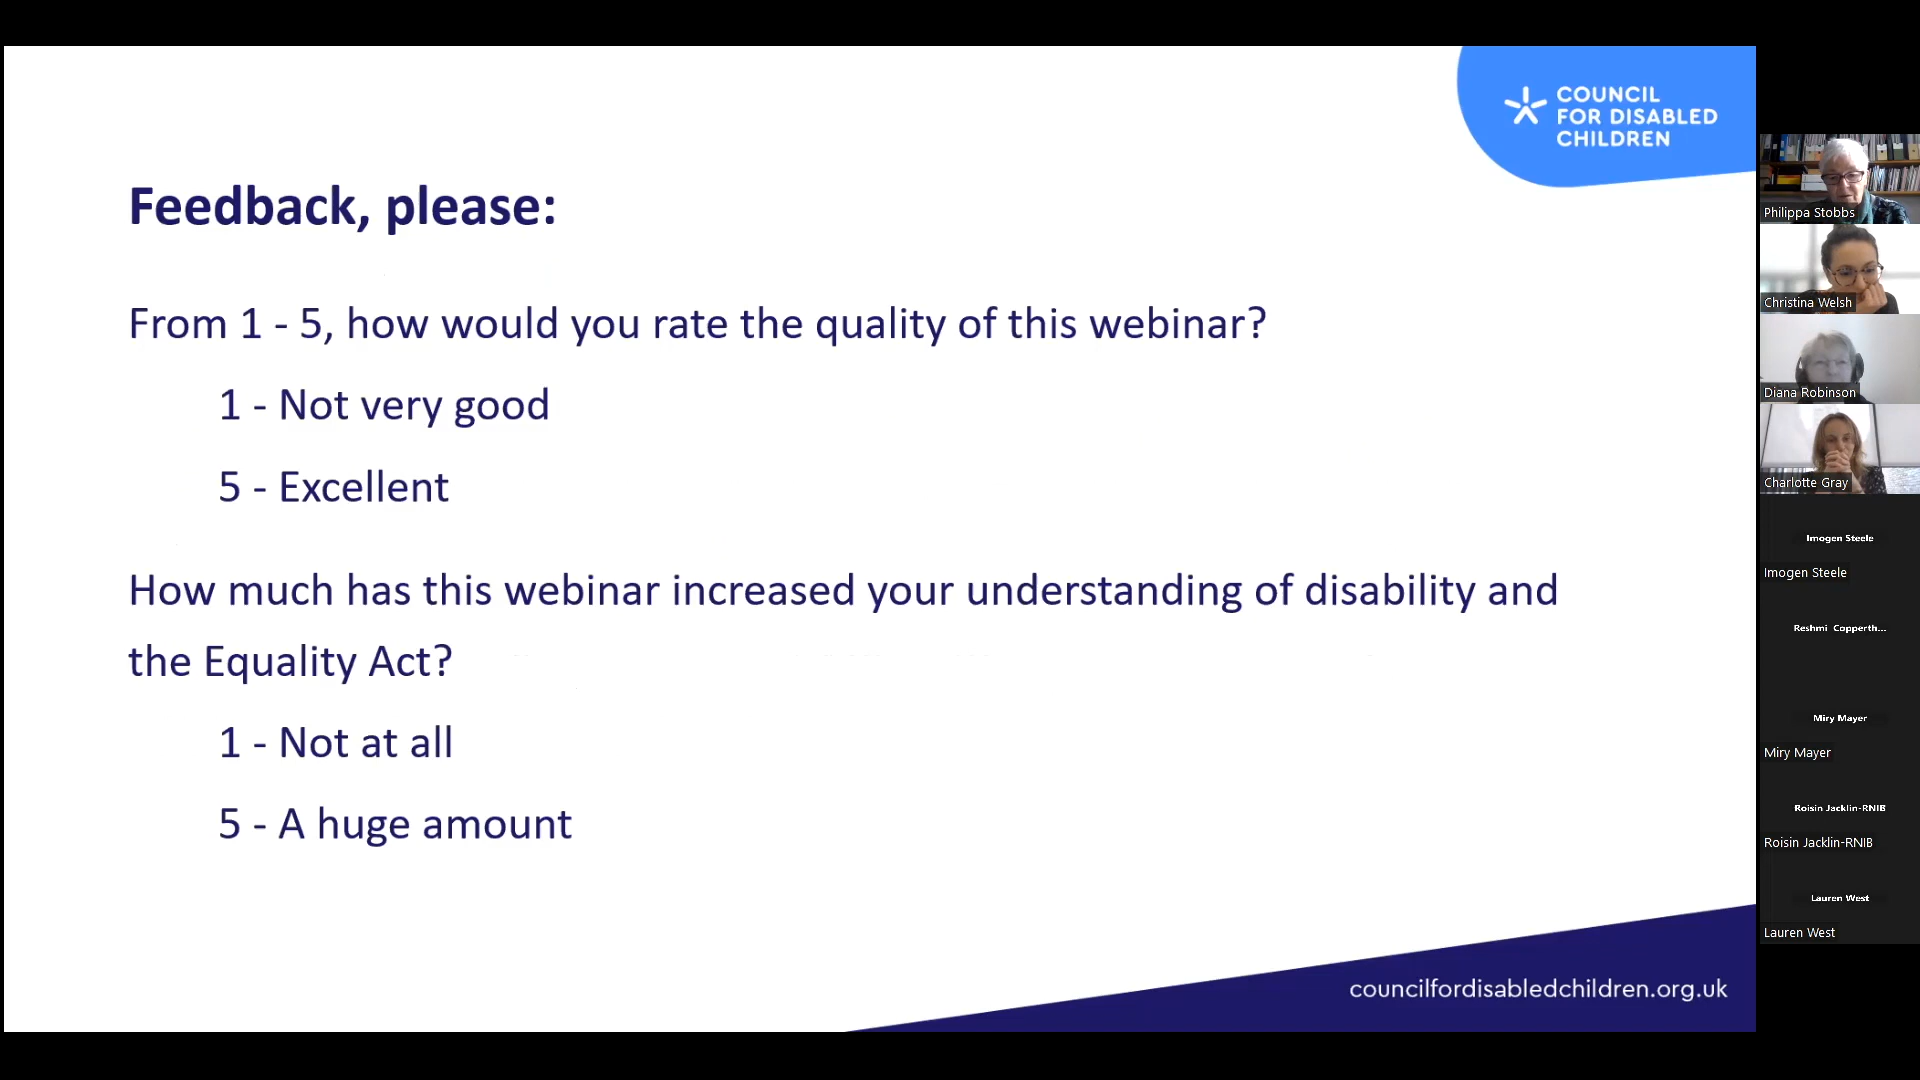 COUNCIL
FOR DISABLED
CHILDREN
Feedback, please:
From 1 - 5, how would you rate the quality of this webinar?
1 - Not very good
5 - Excellent
How much has this webinar increased your understanding of disability and
the Equality Act?
1 - Not at all
5 - A huge amount
councilfordisabledchildren.org.uk
Philippa Stobbs
Christina Welsh
Diana Robinson
Charlotte Gray
Imogen Steele
Imogen Steele
Reshmi Copperth...
Miry Mayer
Miry Mayer
Roisin Jacklin-RNIB
Roisin Jacklin-RNIB
Lauren West
Lauren West